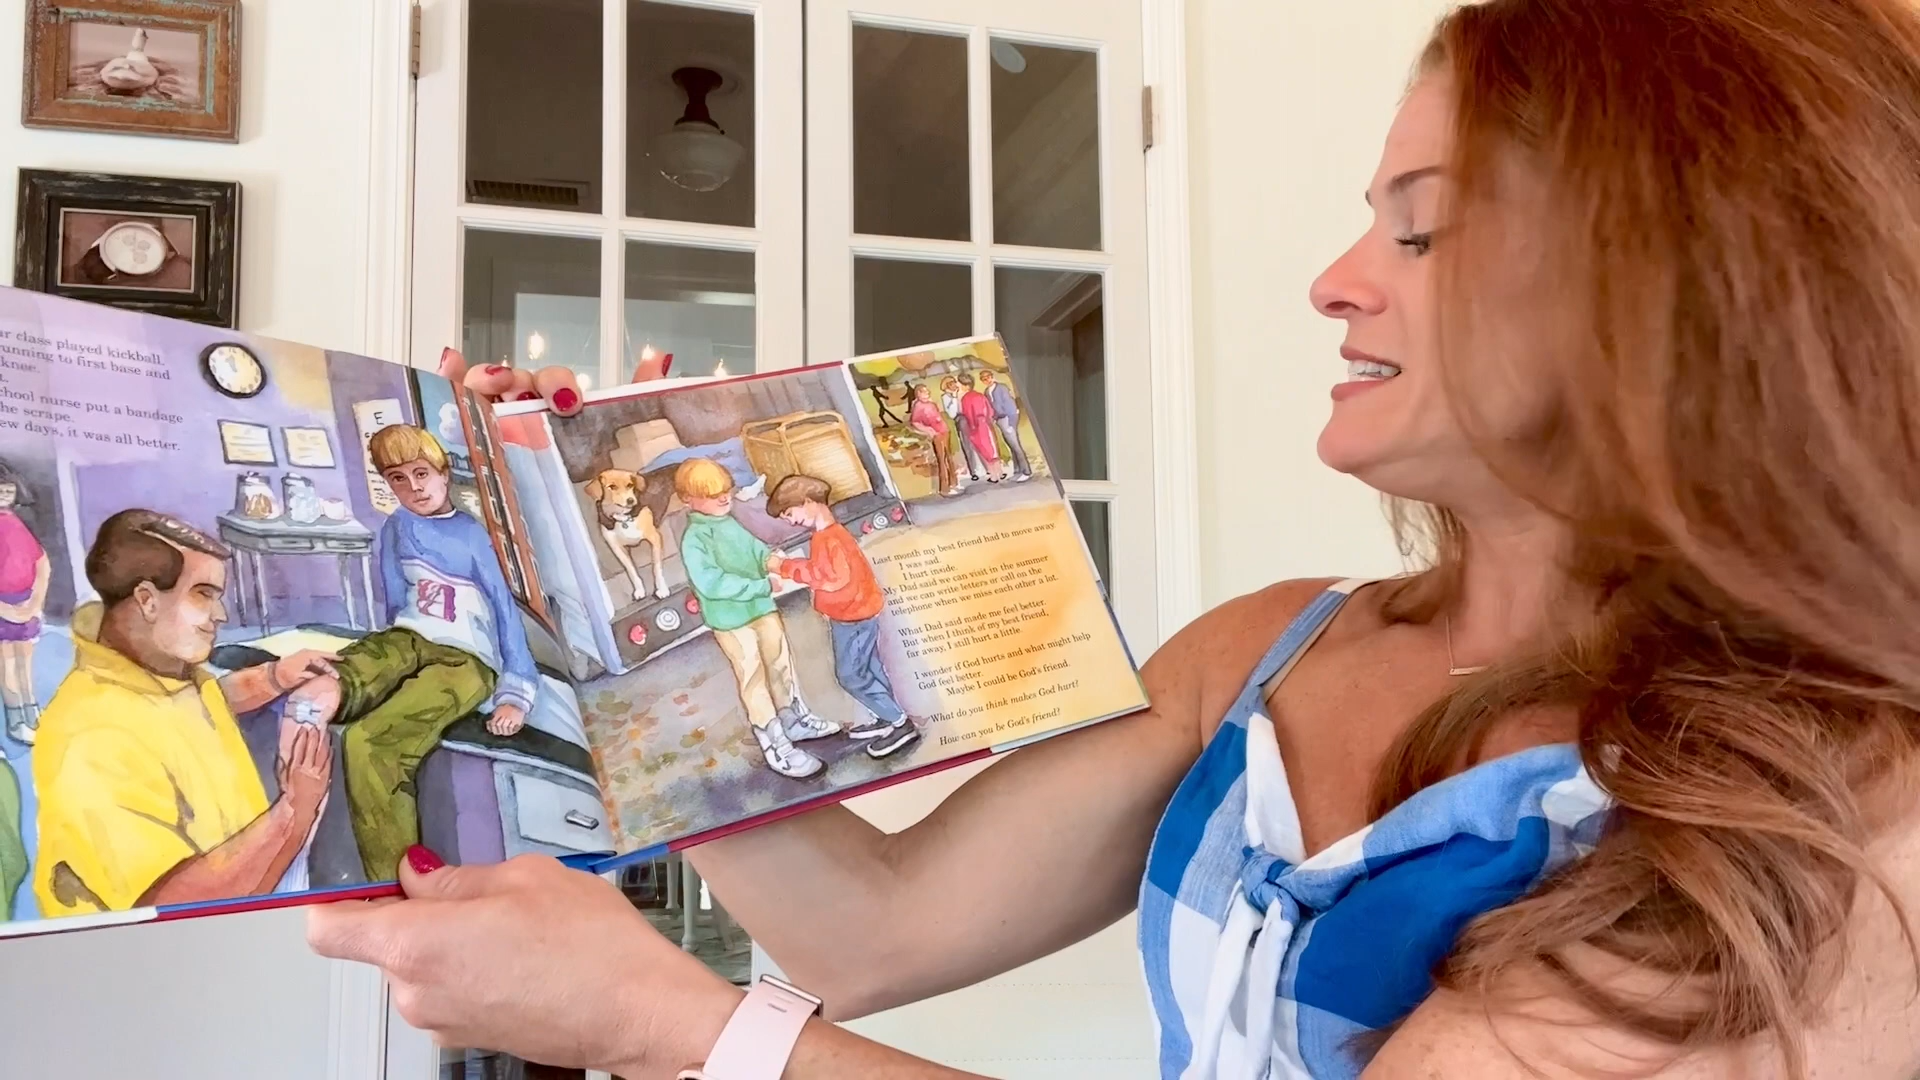 ur class played kickball.
running to first base and
knee.
t.
chool nurse put a bandage
he scrape.
ew days, it was all better.
E
A
Last month my best friend had to move away.
I was sad.
I hurt inside.
My Dad said we can visit in the summer
and we can write letters or call on the
telephone when we miss each other a lot.
What Dad said made me feel better.
But when I think of my best friend,
far away, I still hurt a little.
I wonder if God hurts and what might help
God feel better.
Maybe I could be God's friend.
What do you think makes God hurt?
How can you be God's friend?